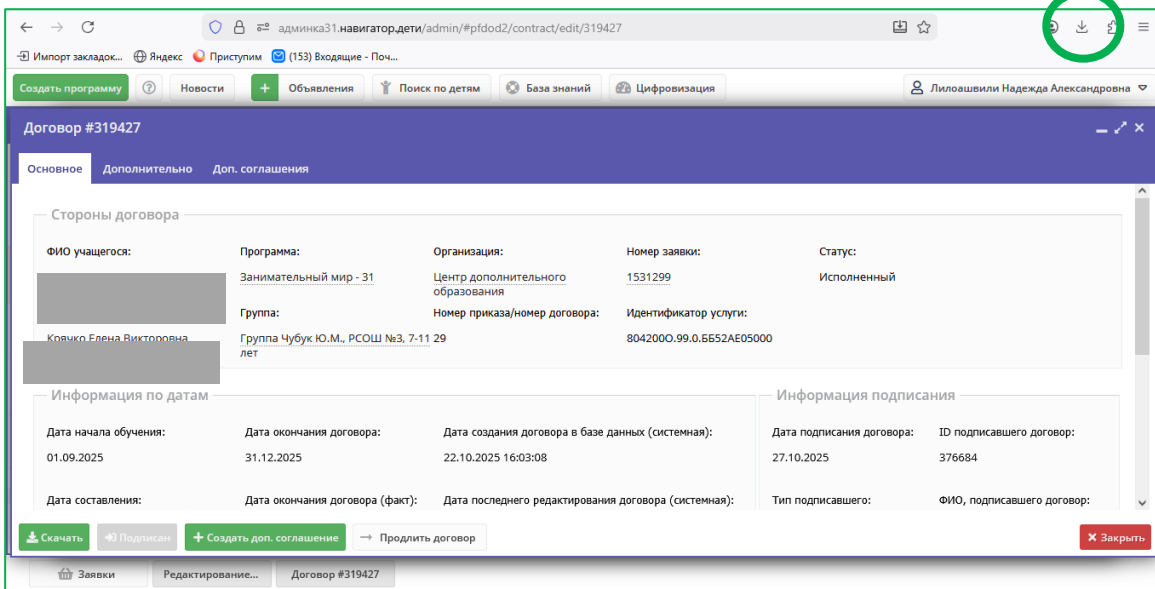 админка31.навигатор.дети/admin/#pfdod2/contract/edit/319427
Импорт закладок... Яндекс Приступим (153) Входящие - Поч...
Создать программу ? Новости + Объявления Поиск по детям База знаний Цифровизация Лилоашвили Надежда Александровна
Договор #319427
Основное Дополнительно Доп. соглашения
Стороны договора
ФИО учащегося: Программа: Организация: Номер заявки: Статус:
Занимательный мир - 31 Центр дополнительного 1531299 Исполненный
образования
Группа: Номер приказа/номер договора: Идентификатор услуги:
Крячко Елена Викторовна Группа Чубук Ю.М., РСОШ №3, 7-11 29 804200О.99.0.ББ52АЕ05000
лет
Информация по датам Информация подписания
Дата начала обучения: Дата окончания договора: Дата создания договора в базе данных (системная): Дата подписания договора: ID подписавшего договор:
01.09.2025 31.12.2025 22.10.2025 16:03:08 27.10.2025 376684
Дата составления: Дата окончания договора (факт): Дата последнего редактирования договора (системная): Тип подписавшего: ФИО, подписавшего договор:
Скачать Подписан + Создать доп. соглашение → Продлить договор × Закрыть
Заявки Редактирование... Договор #319427